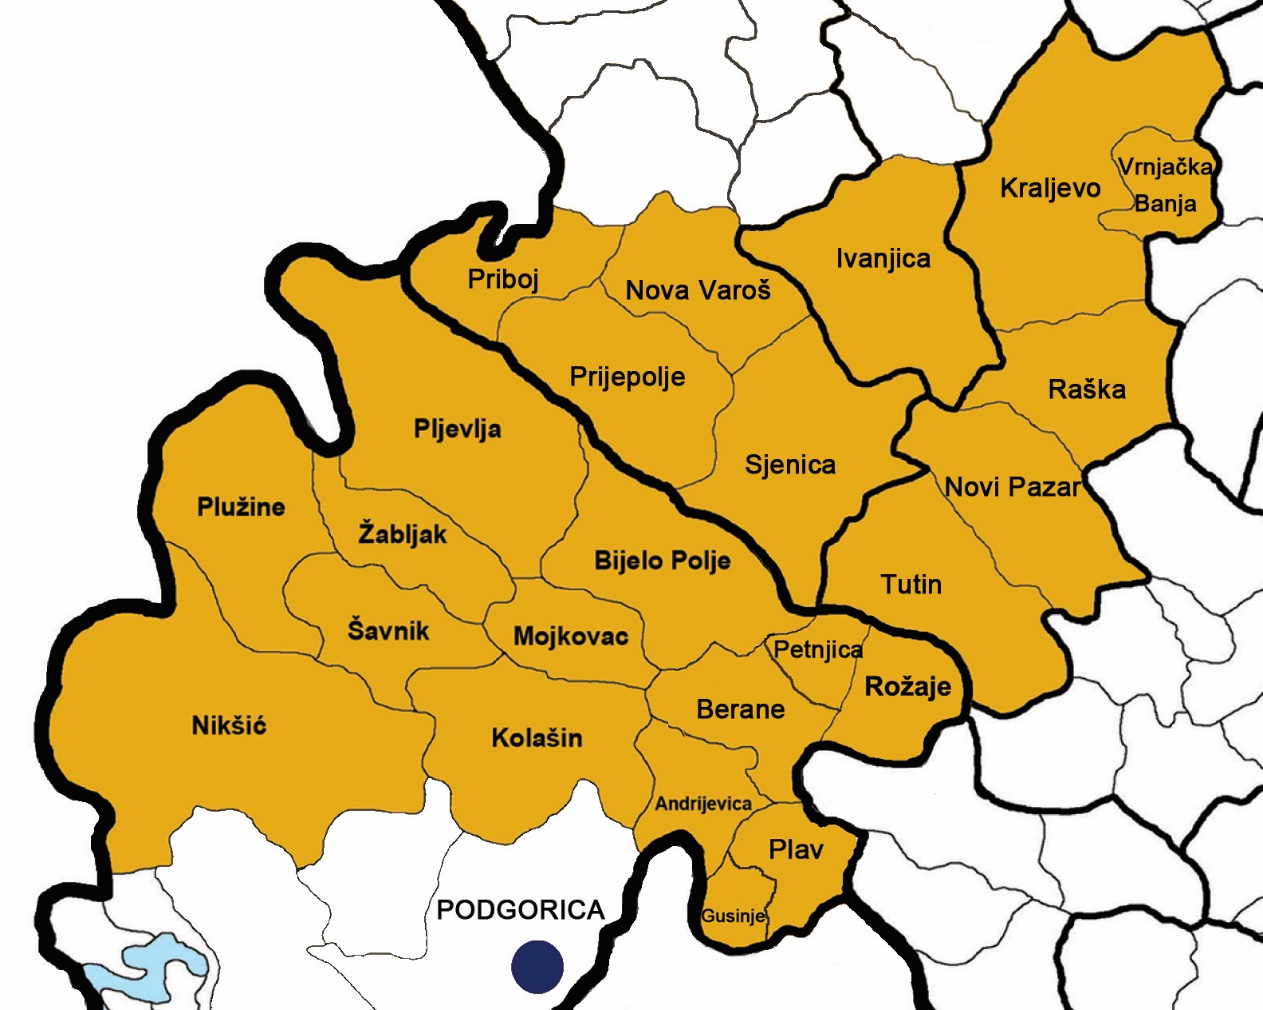 Vrnjačka
Banja
Kraljevo
Ivanjica
Priboj
Nova Varoš
Prijepolje
Raška
Pljevlja
Sjenica
Novi Pazar
Plužine
Žabljak
Bijelo Polje
Tutin
Šavnik
Mojkovac
Petnjica
Rožaje
Nikšić
Kolašin
Berane
Andrijevica
Plav
PODGORICA
Gusinje